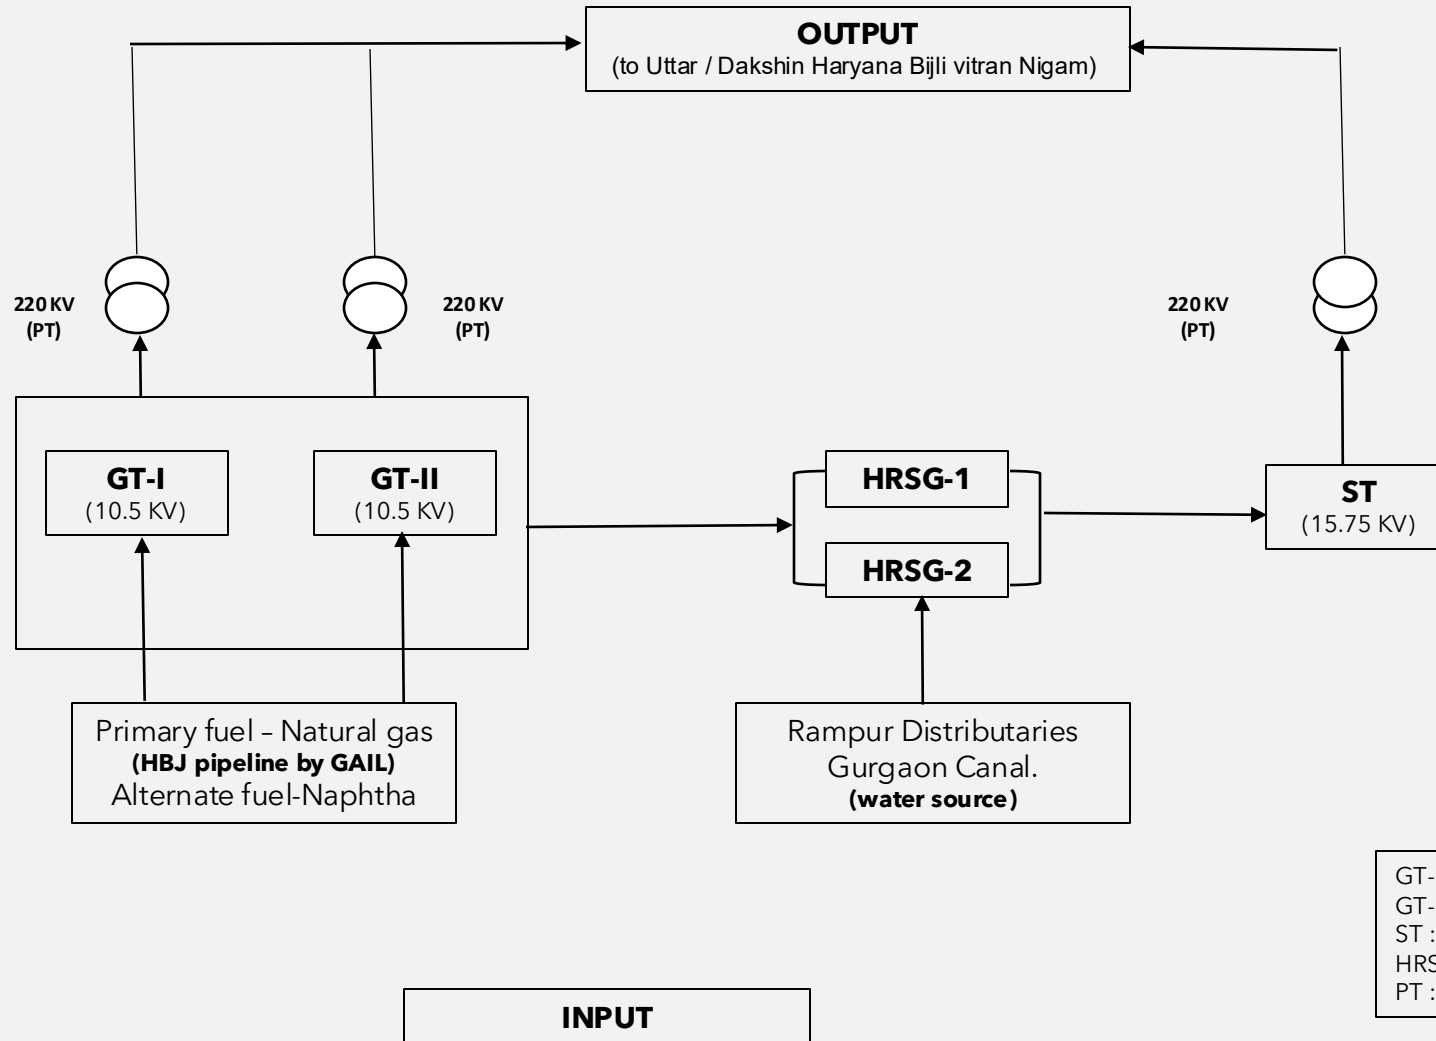 OUTPUT
(to Uttar / Dakshin Haryana Bijli vitran Nigam)
220 KV
(PT)
220 KV
(PT)
220 KV
(PT)
GT-I
(10.5 KV)
GT-II
(10.5 KV)
HRSG-1
HRSG-2
ST
(15.75 KV)
Primary fuel – Natural gas
(HBJ pipeline by GAIL)
Alternate fuel-Naphtha
Rampur Distributaries
Gurgaon Canal.
(water source)
GT-
GT-
ST :
HRS
PT :
INPUT